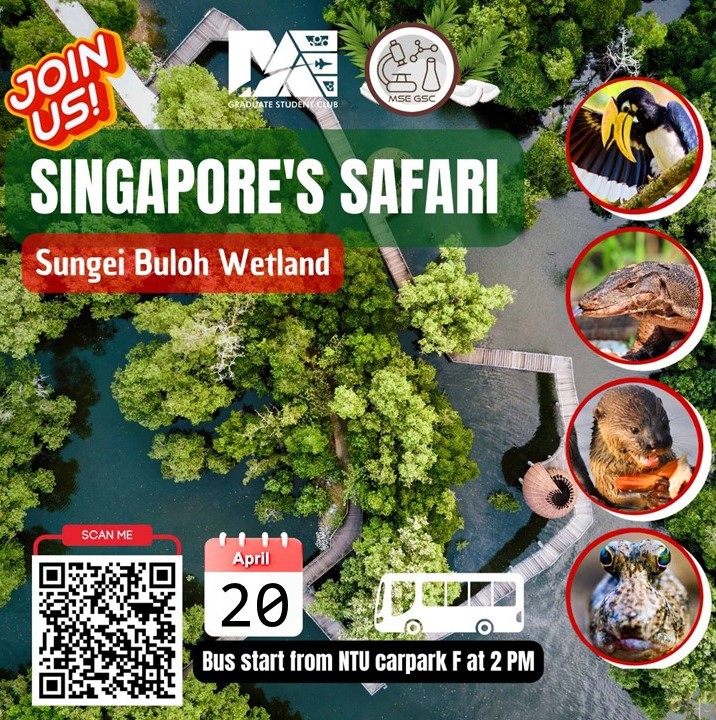 JOIN
US!
GRADUATE STUDENT CLUB
MSE GSC
SINGAPORE'S SAFARI
Sungei Buloh Wetland
SCAN ME
April
20
Bus start from NTU carpark F at 2 PM